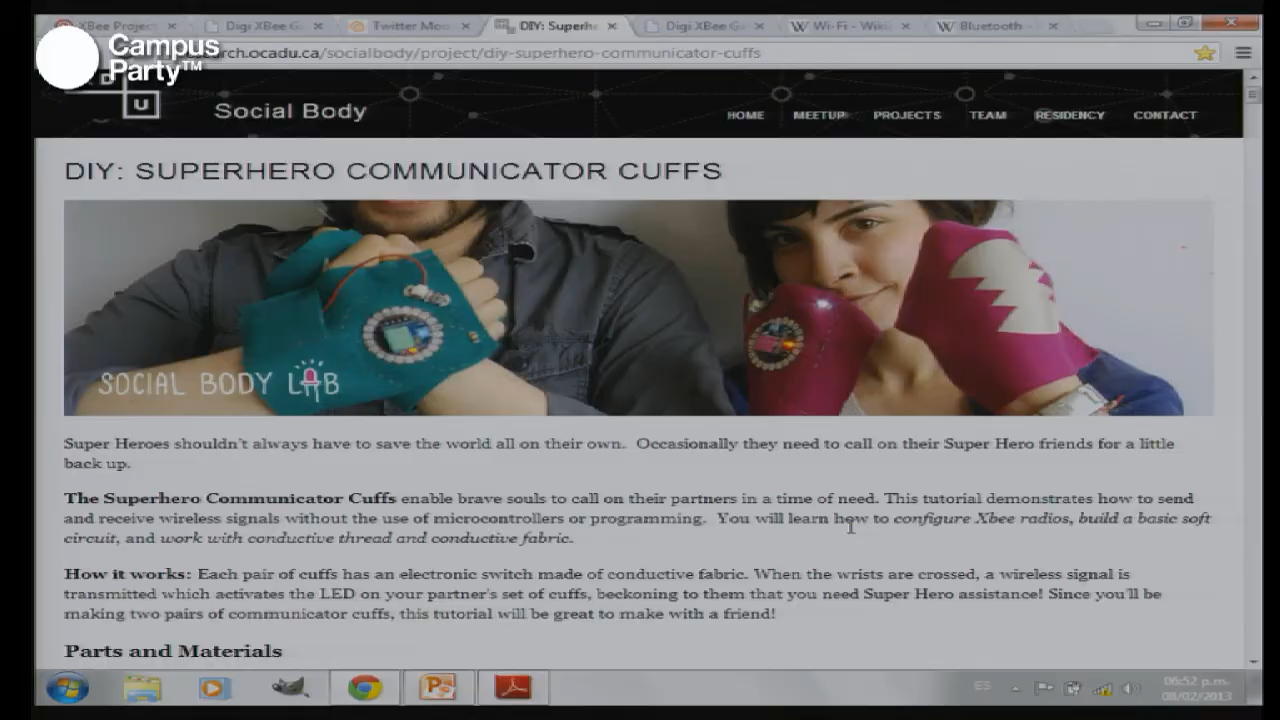 XBee Projec
Digi XBee G
Twitter Moo
DIY: Superhe
Digi XBee G
Wi-Fi - Wiki
Bluetooth -
Campus
Party™
rch.ocadu.ca/socialbody/project/diy-superhero-communicator-cuffs
U
Social Body
HOME
MEETUP
PROJECTS
TEAM
RESIDENCY
CONTACT
DIY: SUPERHERO COMMUNICATOR CUFFS
SOCIAL BODY LAB
Super Heroes shouldn't always have to save the world all on their own. Occasionally they need to call on their Super Hero friends for a little
back up.
The Superhero Communicator Cuffs enable brave souls to call on their partners in a time of need. This tutorial demonstrates how to send
and receive wireless signals without the use of microcontrollers or programming. You will learn how to configure Xbee radios, build a basic soft
circuit, and work with conductive thread and conductive fabric.
How it works: Each pair of cuffs has an electronic switch made of conductive fabric. When the wrists are crossed, a wireless signal is
transmitted which activates the LED on your partner's set of cuffs, beckoning to them that you need Super Hero assistance! Since you'll be
making two pairs of communicator cuffs, this tutorial will be great to make with a friend!
Parts and Materials
ES
06:52 p.m.
08/02/2013